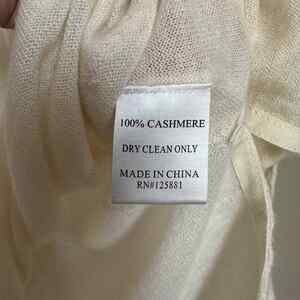 100% CASHMERE
DRY CLEAN ONLY
MADE IN CHINA
RN#125881